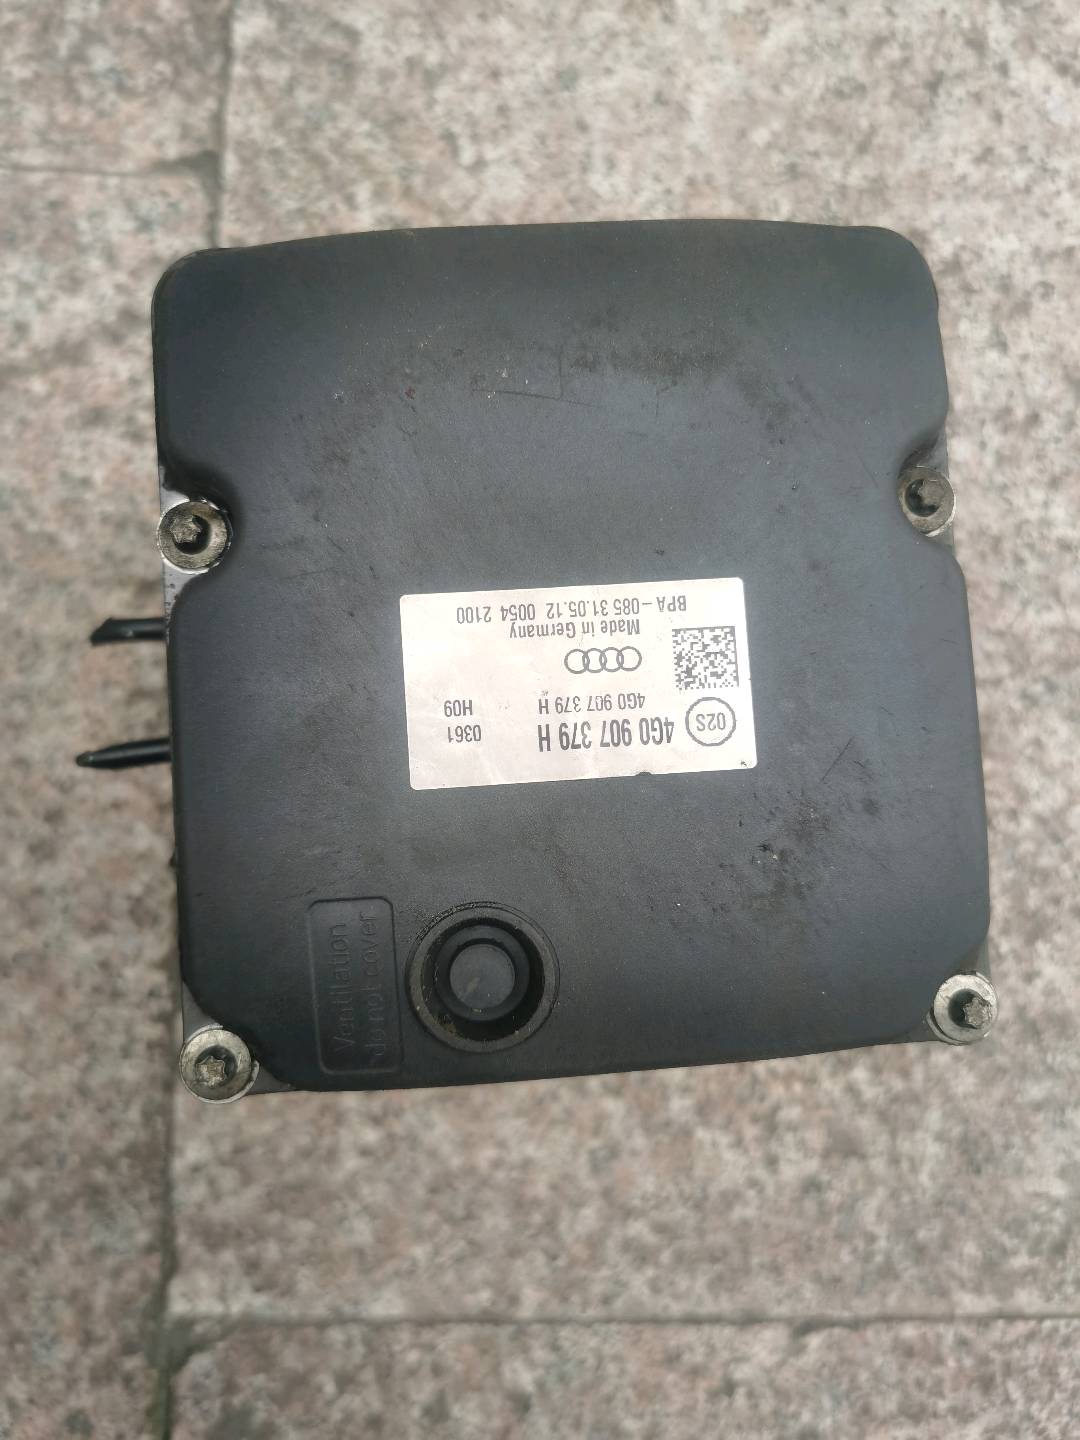 02S 4G0 907 379 H 0361
4G0 907 379 H H09
Made in Germany
BPA-085 31.05.12 0054 2100
Ventilation
do not cover